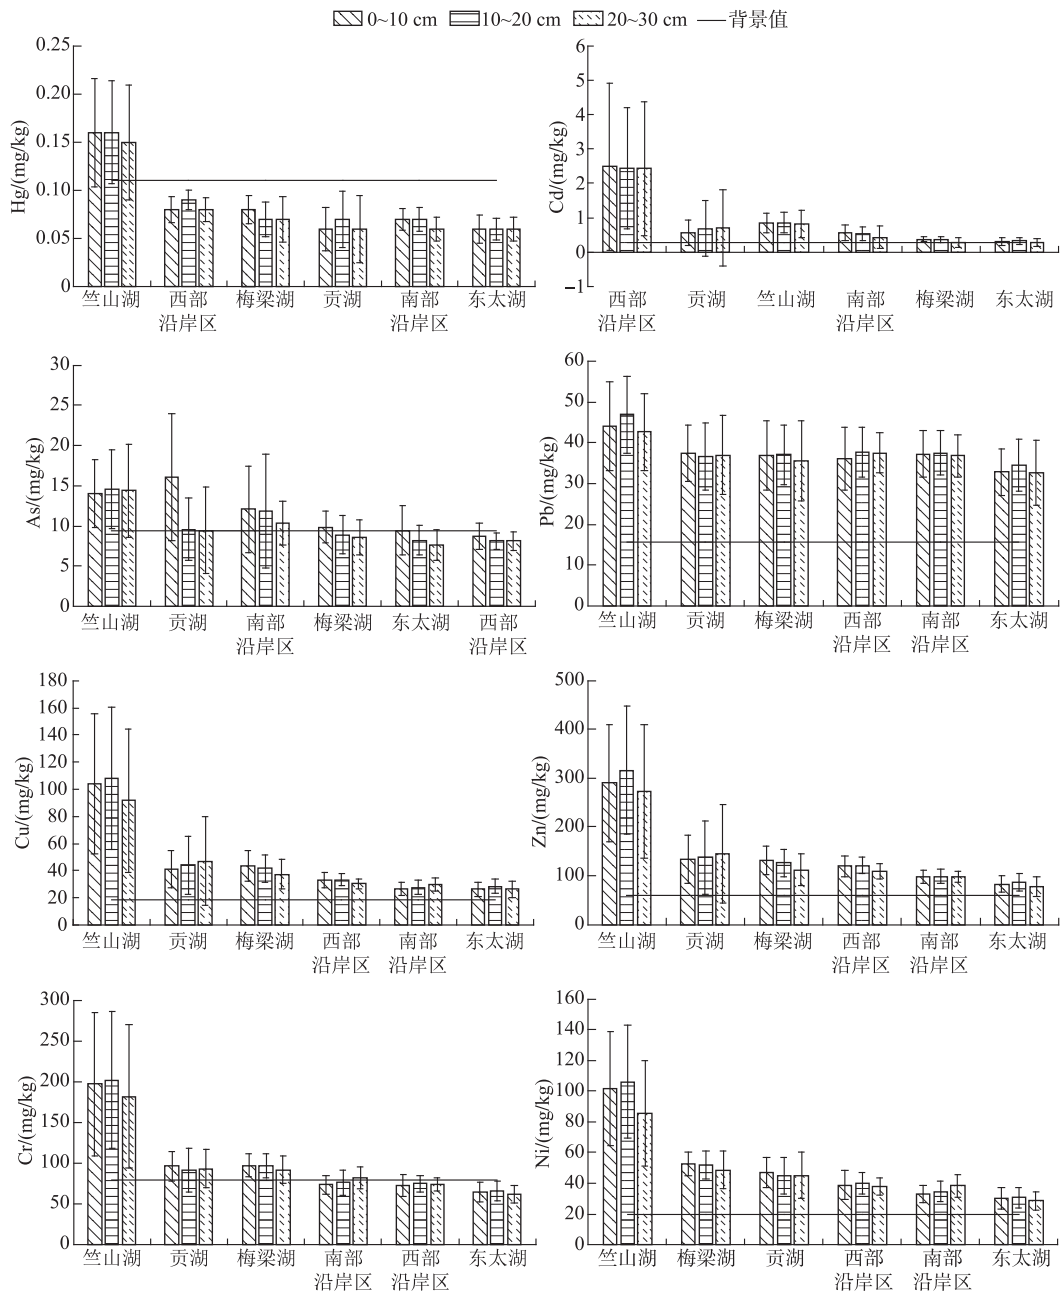 0~10 cm 10~20 cm 20~30 cm 背景值
Hg/(mg/kg)
0.25
0.20
0.15
0.10
0.05
0
竺山湖 西部 梅梁湖 贡湖 南部 东太湖
沿岸区 沿岸区
Cd/(mg/kg)
6
5
4
3
2
1
0
−1
西部 贡湖 竺山湖 南部 梅梁湖 东太湖
沿岸区 沿岸区
As/(mg/kg)
30
25
20
15
10
5
0
竺山湖 贡湖 南部 梅梁湖 东太湖 西部
沿岸区 沿岸区
Pb/(mg/kg)
60
50
40
30
20
10
0
竺山湖 贡湖 梅梁湖 西部 南部 东太湖
沿岸区 沿岸区
Cu/(mg/kg)
180
160
140
120
100
80
60
40
20
0
竺山湖 贡湖 梅梁湖 西部 南部 东太湖
沿岸区 沿岸区
Zn/(mg/kg)
500
400
300
200
100
0
竺山湖 贡湖 梅梁湖 西部 南部 东太湖
沿岸区 沿岸区
Cr/(mg/kg)
300
250
200
150
100
50
0
竺山湖 贡湖 梅梁湖 南部 西部 东太湖
沿岸区 沿岸区
Ni/(mg/kg)
160
140
120
100
80
60
40
20
0
竺山湖 梅梁湖 贡湖 西部 南部 东太湖
沿岸区 沿岸区